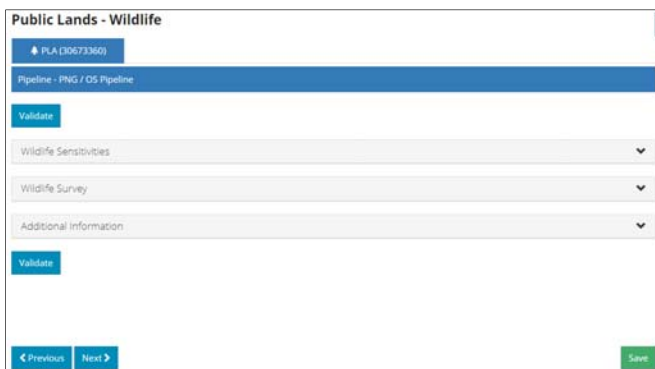 Public Lands - Wildlife
PLA (30673360)
Pipeline - PNG / OS Pipeline
Validate
Wildlife Sensitivities
Wildlife Survey
Additional Information
Validate
Previous Next
Save